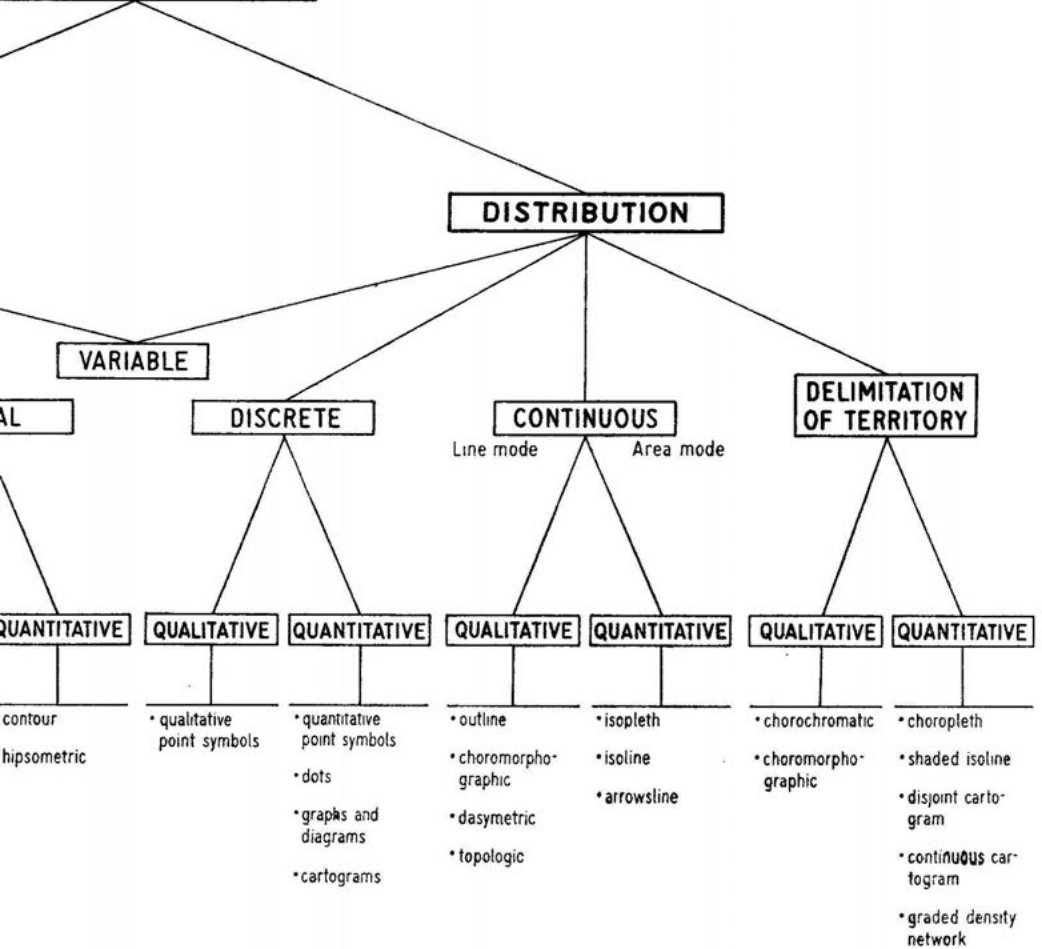 DISTRIBUTION
VARIABLE
AL
DISCRETE
CONTINUOUS
Line mode
Area mode
DELIMITATION
OF TERRITORY
QUANTITATIVE
QUALITATIVE
QUANTITATIVE
QUALITATIVE
QUANTITATIVE
QUALITATIVE
QUANTITATIVE
contour
hipsometric
• qualitative
point symbols
• quantitative
point symbols
• dots
• graphs and
diagrams
• cartograms
• outline
• choromorpho-
graphic
• dasymetric
• topologic
• isopleth
• isoline
• arrowsline
• chorochromatic
• choromorpho-
graphic
• choropleth
• shaded isoline
• disjoint carto-
gram
• continuous car-
togram
• graded density
network